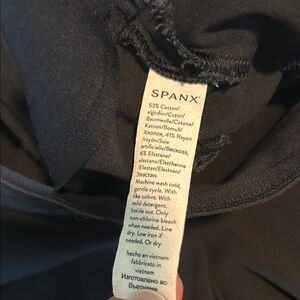 SPANX
53% Cotton/
algodón/Coton/
Baumwolle/Cotone/
Katoen/Bomull/
Хлопок, 41% Rayon
/rayón/Soie
artificielle/Вискоза,
6% Elastane/
elastano/Elasthanne
/Elastan/Elastaan/
Эластан.
Machine wash cold,
gentle cycle. With
like colors. With
mild detergent.
Inside out. Only
non-chlorine bleach
when needed. Line
dry. Low iron if
needed. Or dry
hecho en vietnam
fabbricato in
vietnam
Изготовлено во
Вьетнаме